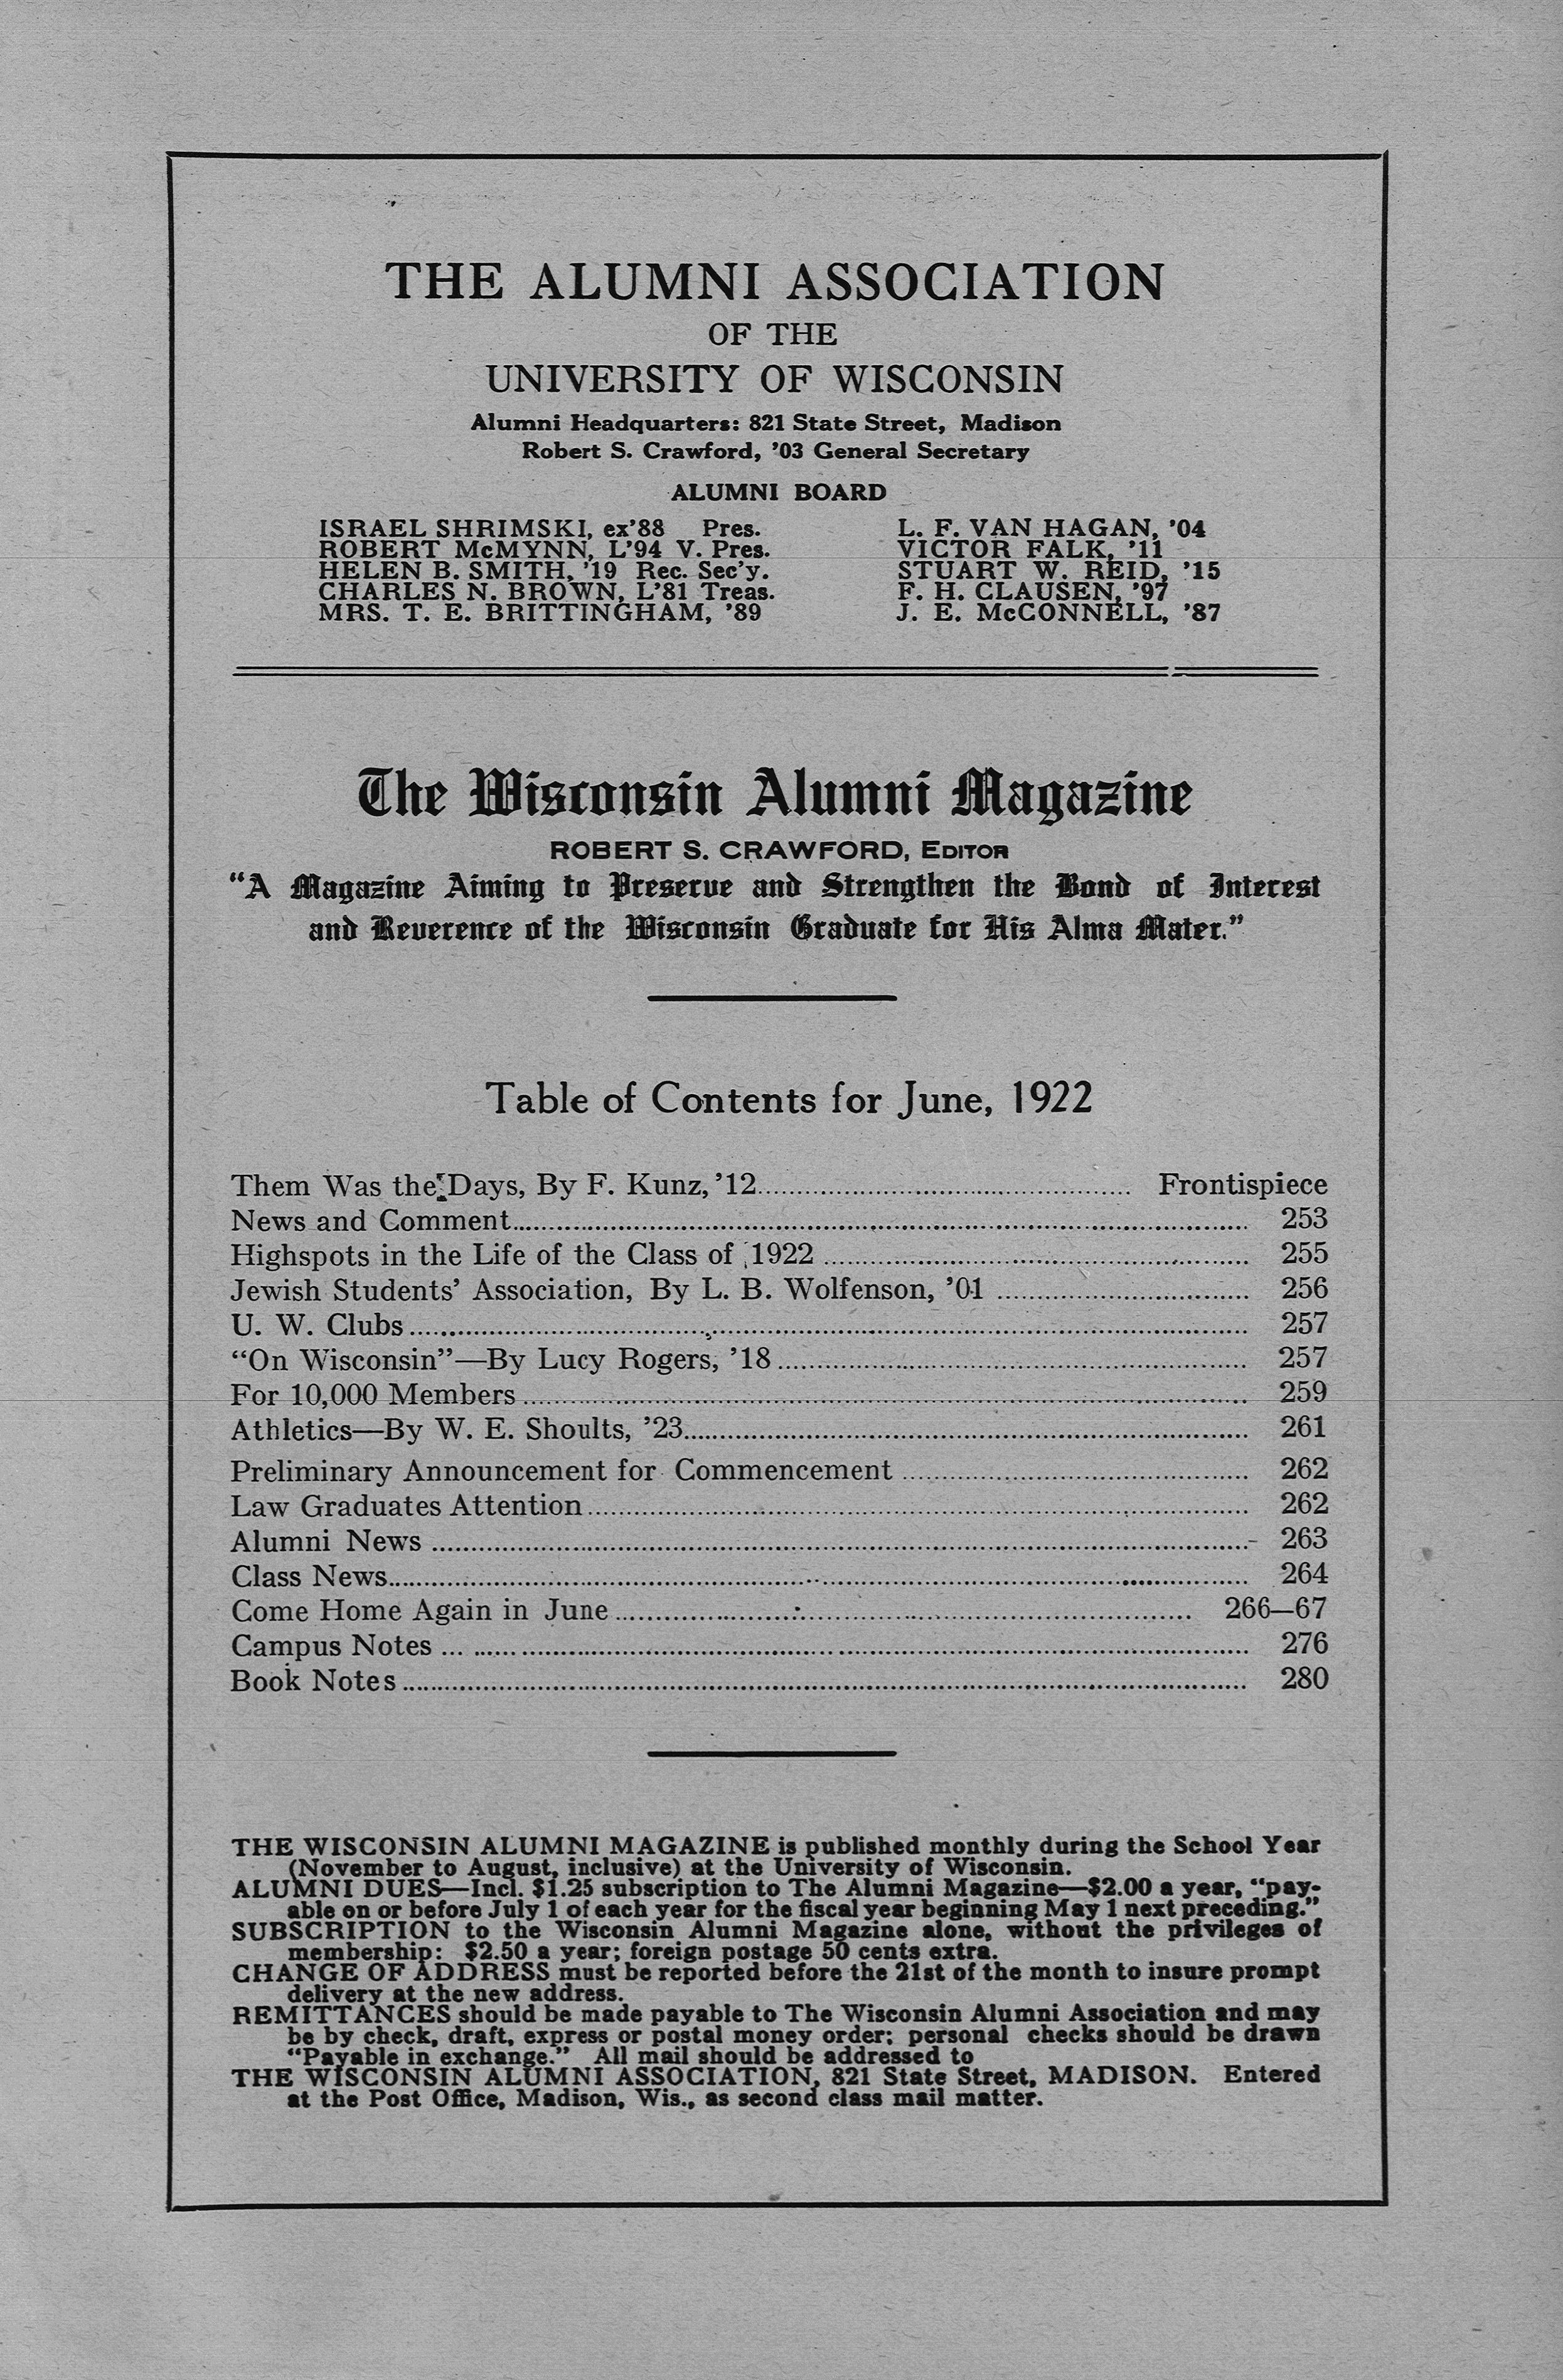 THE ALUMNI ASSOCIATION
OF THE
UNIVERSITY OF WISCONSIN
Alumni Headquarters: 821 State Street, Madison
Robert S. Crawford, ’03 General Secretary
ALUMNI BOARD
ISRAEL SHRIMSKI, ex’88 Pres.
ROBERT McMYNN, L’94 V. Pres.
HELEN B. SMITH, ’19 Rec. Sec’y.
CHARLES N. BROWN, L’81 Treas.
MRS. T. E. BRITTINGHAM, ’89
L. F. VAN HAGAN, ’04
VICTOR FALK, ’11
STUART W. REID, ’15
F. H. CLAUSEN, ’97
J. E. McCONNELL, ’87
The Wisconsin Alumni Magazine
ROBERT S. CRAWFORD, EDITOR
“A Magazine Aiming to Preserve and Strengthen the Bond of Interest
and Reverence of the Wisconsin Graduate for His Alma Mater.”
Table of Contents for June, 1922
Them Was the Days, By F. Kunz, ’12 Frontispiece
News and Comment 253
Highspots in the Life of the Class of 1922 255
Jewish Students’ Association, By L. B. Wolfenson, ’01 256
U. W. Clubs 257
“On Wisconsin”—By Lucy Rogers, ’18 257
For 10,000 Members 259
Athletics—By W. E. Shoults, ’23 261
Preliminary Announcement for Commencement 262
Law Graduates Attention 262
Alumni News 263
Class News 264
Come Home Again in June 266—67
Campus Notes 276
Book Notes 280
THE WISCONSIN ALUMNI MAGAZINE is published monthly during the School Year
(November to August, inclusive) at the University of Wisconsin.
ALUMNI DUES—Incl. $1.25 subscription to The Alumni Magazine—$2.00 a year, “pay-
able on or before July 1 of each year for the fiscal year beginning May 1 next preceding.”
SUBSCRIPTION to the Wisconsin Alumni Magazine alone, without the privileges of
membership: $2.50 a year; foreign postage 50 cents extra.
CHANGE OF ADDRESS must be reported before the 21st of the month to insure prompt
delivery at the new address.
REMITTANCES should be made payable to The Wisconsin Alumni Association and may
be by check, draft, express or postal money order; personal checks should be drawn
“Payable in exchange.” All mail should be addressed to
THE WISCONSIN ALUMNI ASSOCIATION, 821 State Street, MADISON. Entered
at the Post Office, Madison, Wis., as second class mail matter.